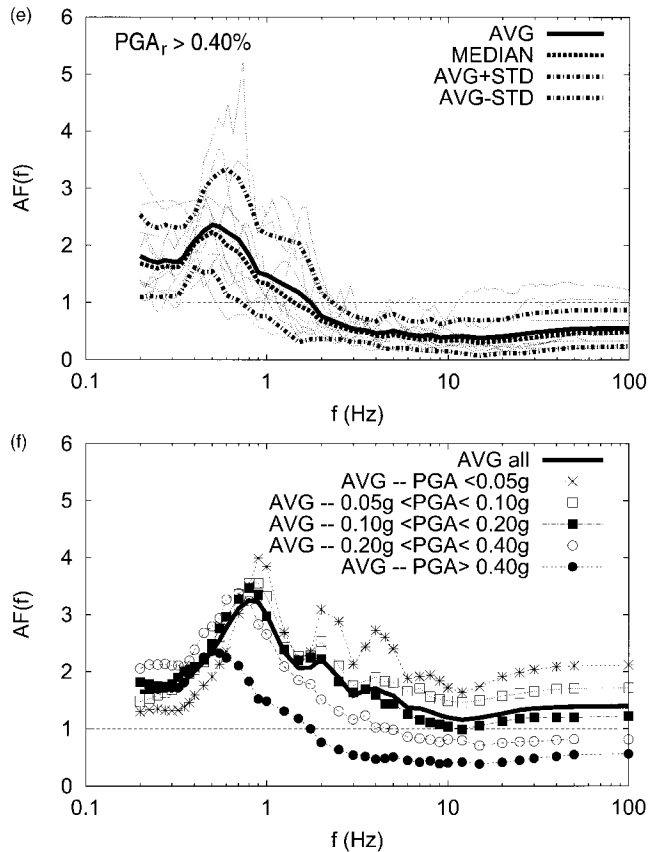 (e)
PGAr > 0.40%
AVG
MEDIAN
AVG+STD
AVG-STD
AF(f)
6
5
4
3
2
1
0
0.1 1 10 100
f (Hz)
(f)
AVG all
AVG -- PGA <0.05g
AVG -- 0.05g <PGA< 0.10g
AVG -- 0.10g <PGA< 0.20g
AVG -- 0.20g <PGA< 0.40g
AVG -- PGA> 0.40g
AF(f)
6
5
4
3
2
1
0
0.1 1 10 100
f (Hz)